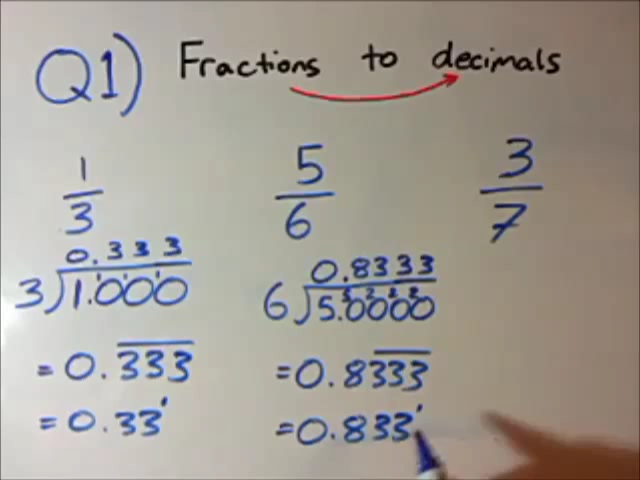 Q1) Fractions to decimals
1/3 5/6 3/7
0.333 0.8333
3)1.000 6)5.0000
= 0.333 = 0.8333
= 0.33̇ = 0.833̇